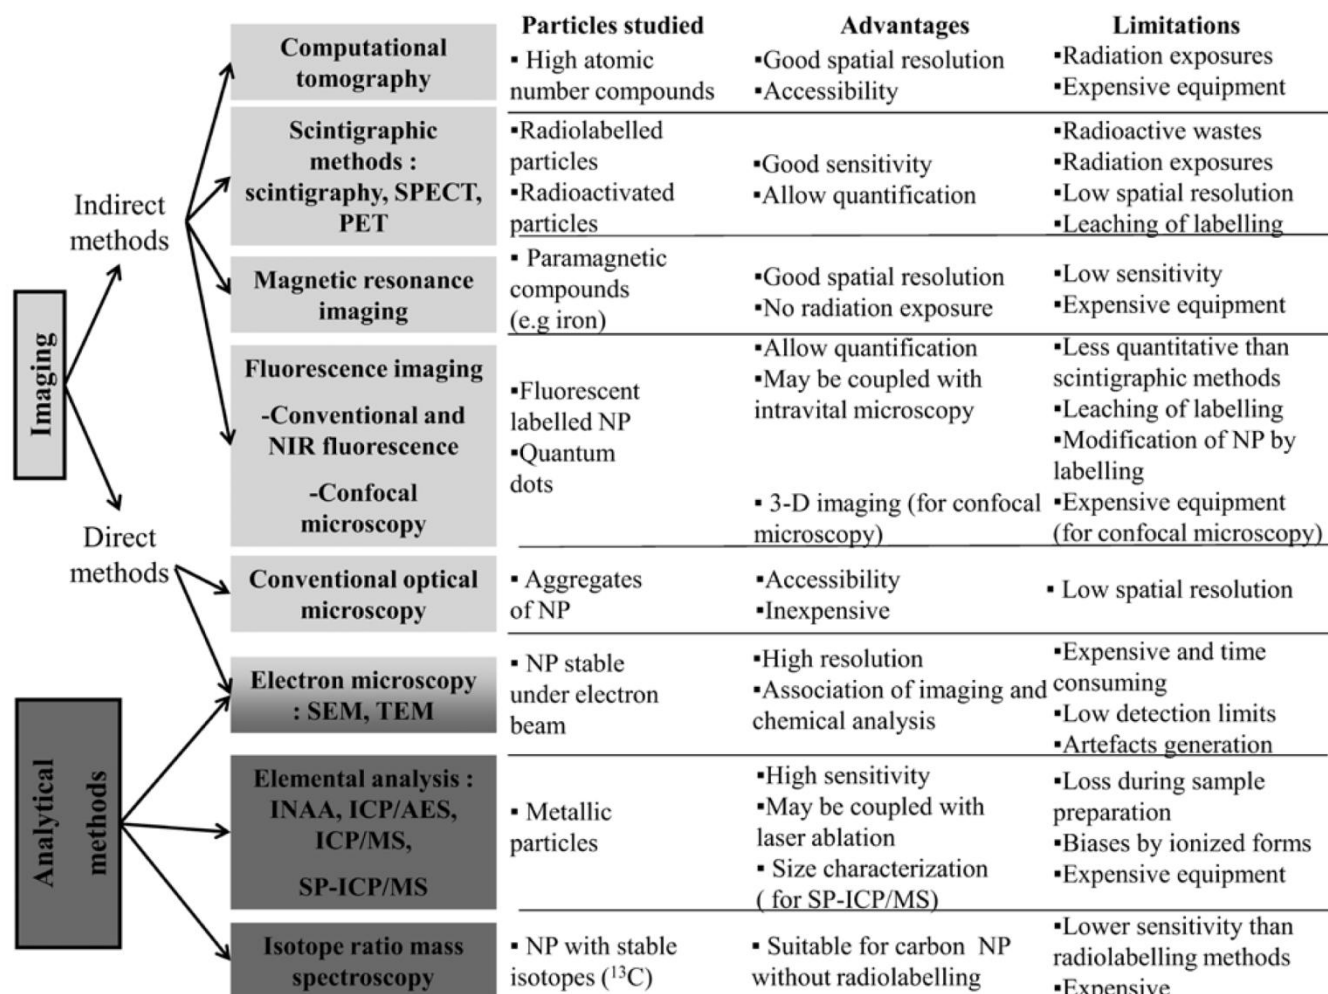 Particles studied
Advantages
Limitations
Imaging
Indirect
methods
Direct
methods
Analytical
methods
Computational
tomography
▪ High atomic
number compounds
▪Good spatial resolution
▪Accessibility
▪Radiation exposures
▪Expensive equipment
Scintigraphic
methods :
scintigraphy, SPECT,
PET
▪Radiolabelled
particles
▪Radioactivated
particles
▪Good sensitivity
▪Allow quantification
▪Radioactive wastes
▪Radiation exposures
▪Low spatial resolution
▪Leaching of labelling
Magnetic resonance
imaging
▪ Paramagnetic
compounds
(e.g iron)
▪Good spatial resolution
▪No radiation exposure
▪Low sensitivity
▪Expensive equipment
Fluorescence imaging
-Conventional and
NIR fluorescence
-Confocal
microscopy
▪Fluorescent
labelled NP
▪Quantum
dots
▪Allow quantification
▪May be coupled with
intravital microscopy
▪ 3-D imaging (for confocal
microscopy)
▪Less quantitative than
scintigraphic methods
▪Leaching of labelling
▪Modification of NP by
labelling
▪Expensive equipment
(for confocal microscopy)
Conventional optical
microscopy
▪ Aggregates
of NP
▪Accessibility
▪Inexpensive
▪ Low spatial resolution
Electron microscopy
: SEM, TEM
▪ NP stable
under electron
beam
▪High resolution
▪Association of imaging and
chemical analysis
▪Expensive and time
consuming
▪Low detection limits
▪Artefacts generation
Elemental analysis :
INAA, ICP/AES,
ICP/MS,
SP-ICP/MS
▪ Metallic
particles
▪High sensitivity
▪May be coupled with
laser ablation
▪ Size characterization
( for SP-ICP/MS)
▪Loss during sample
preparation
▪Biases by ionized forms
▪Expensive equipment
Isotope ratio mass
spectroscopy
▪ NP with stable
isotopes (¹³C)
▪ Suitable for carbon NP
without radiolabelling
▪Lower sensitivity than
radiolabelling methods
▪Expensive